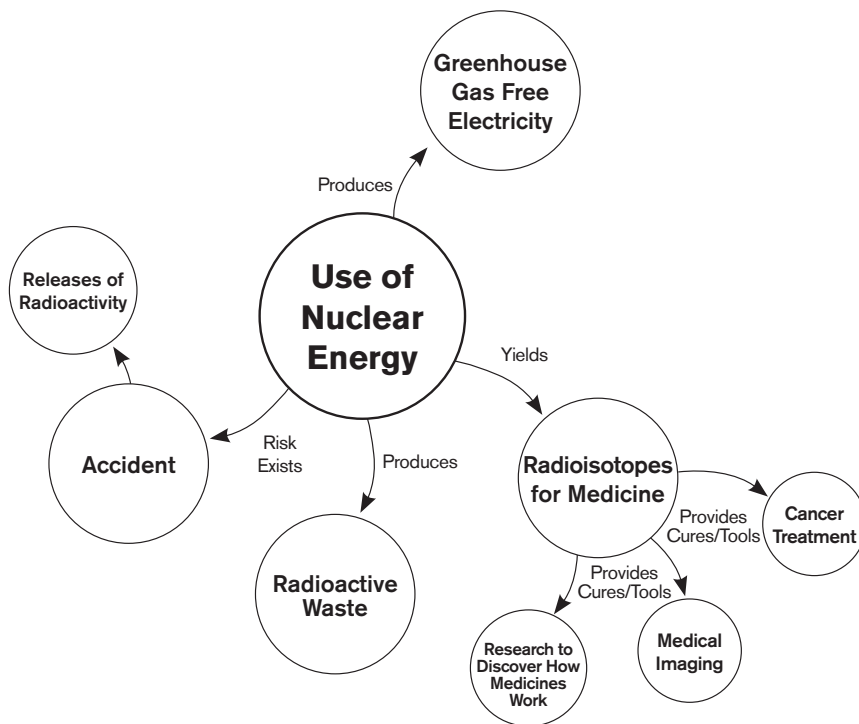 Greenhouse
Gas Free
Electricity
Produces
Use of
Nuclear
Energy
Releases of
Radioactivity
Yields
Accident
Risk
Exists
Produces
Radioisotopes
for Medicine
Provides
Cures/Tools
Cancer
Treatment
Radioactive
Waste
Provides
Cures/Tools
Research to
Discover How
Medicines
Work
Medical
Imaging